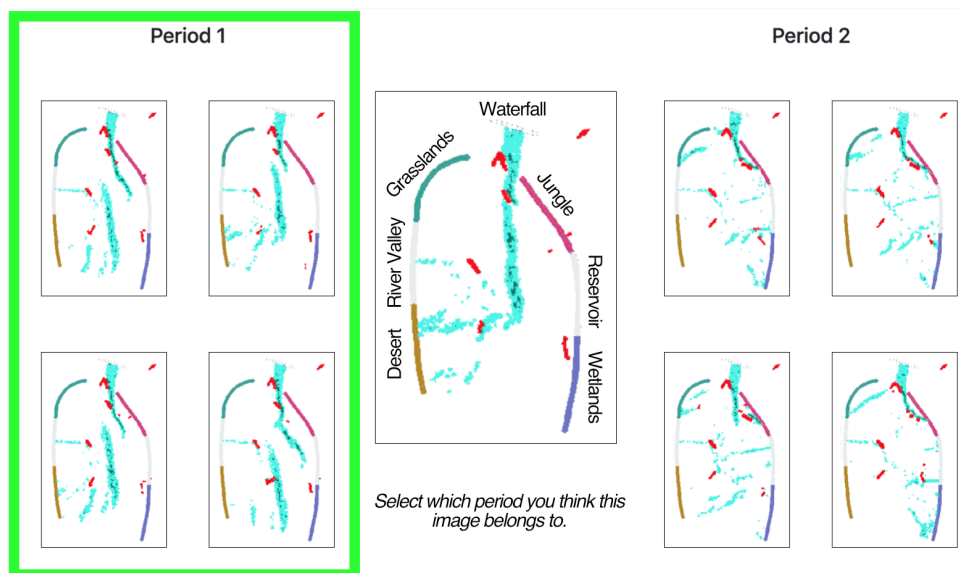 Period 1
Period 2
Waterfall
Grasslands
Jungle
River Valley
Reservoir
Desert
Wetlands
Select which period you think this
image belongs to.